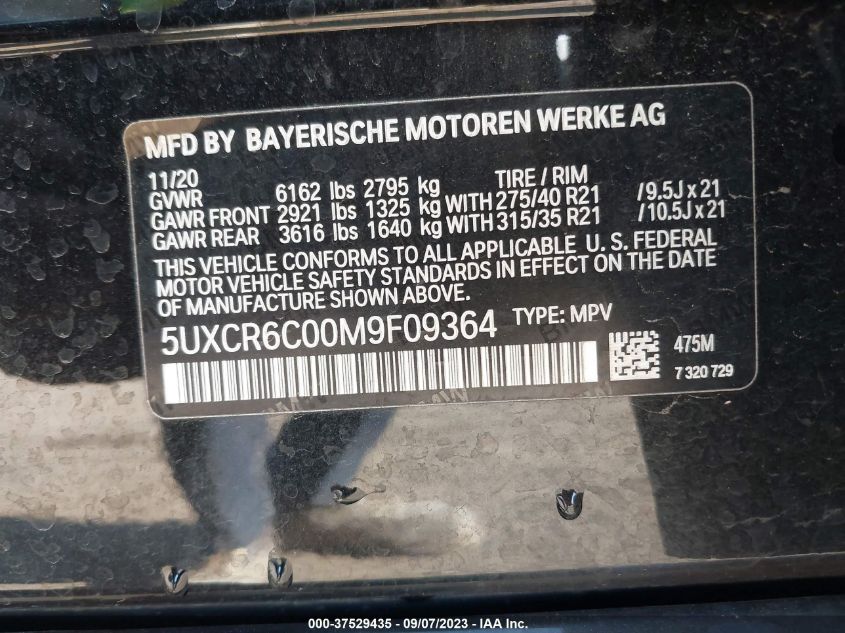 MFD BY BAYERISCHE MOTOREN WERKE AG
11/20 TIRE / RIM
GVWR 6162 lbs 2795 kg
GAWR FRONT 2921 lbs 1325 kg WITH 275/40 R21 /9.5J x 21
GAWR REAR 3616 lbs 1640 kg WITH 315/35 R21 /10.5J x 21
THIS VEHICLE CONFORMS TO ALL APPLICABLE U. S. FEDERAL
MOTOR VEHICLE SAFETY STANDARDS IN EFFECT ON THE DATE
OF MANUFACTURE SHOWN ABOVE.
5UXCR6C00M9F09364 TYPE: MPV
475M
7 320 729
000-37529435 - 09/07/2023 - IAA Inc.